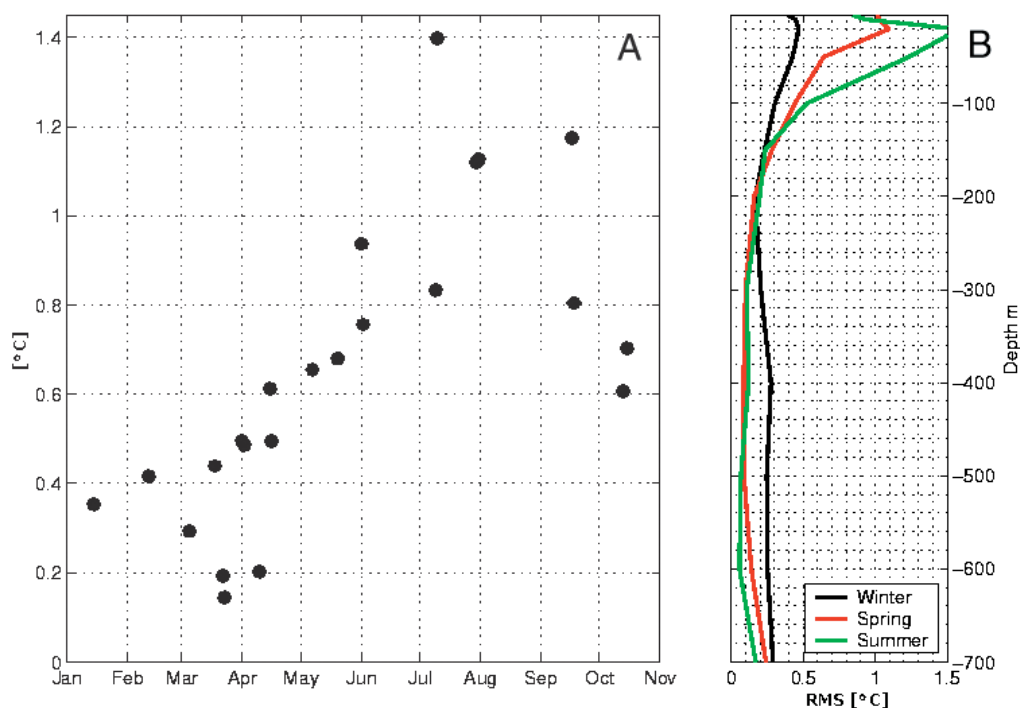 A
1.4
1.2
1
0.8
0.6
0.4
0.2
0
[°C]
Jan Feb Mar Apr May Jun Jul Aug Sep Oct Nov
B
−100
−200
−300
−400
−500
−600
−700
Depth m
Winter
Spring
Summer
0 0.5 1 1.5
RMS [°C]